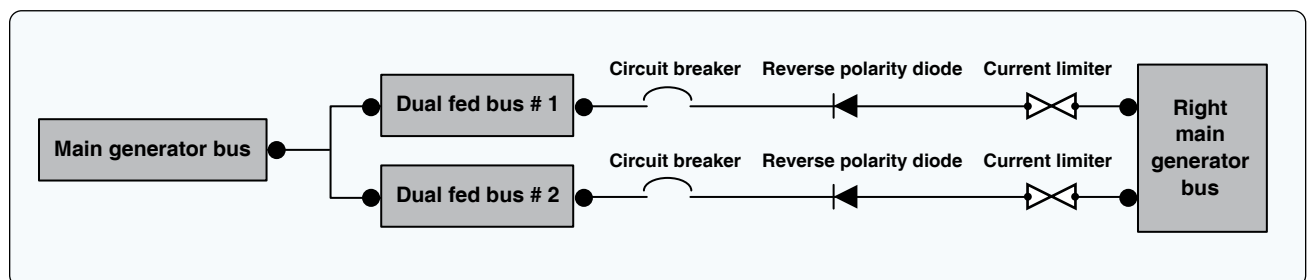 Circuit breaker Reverse polarity diode Current limiter
Main generator bus
Dual fed bus # 1
Circuit breaker Reverse polarity diode Current limiter
Dual fed bus # 2
Right
main
generator
bus